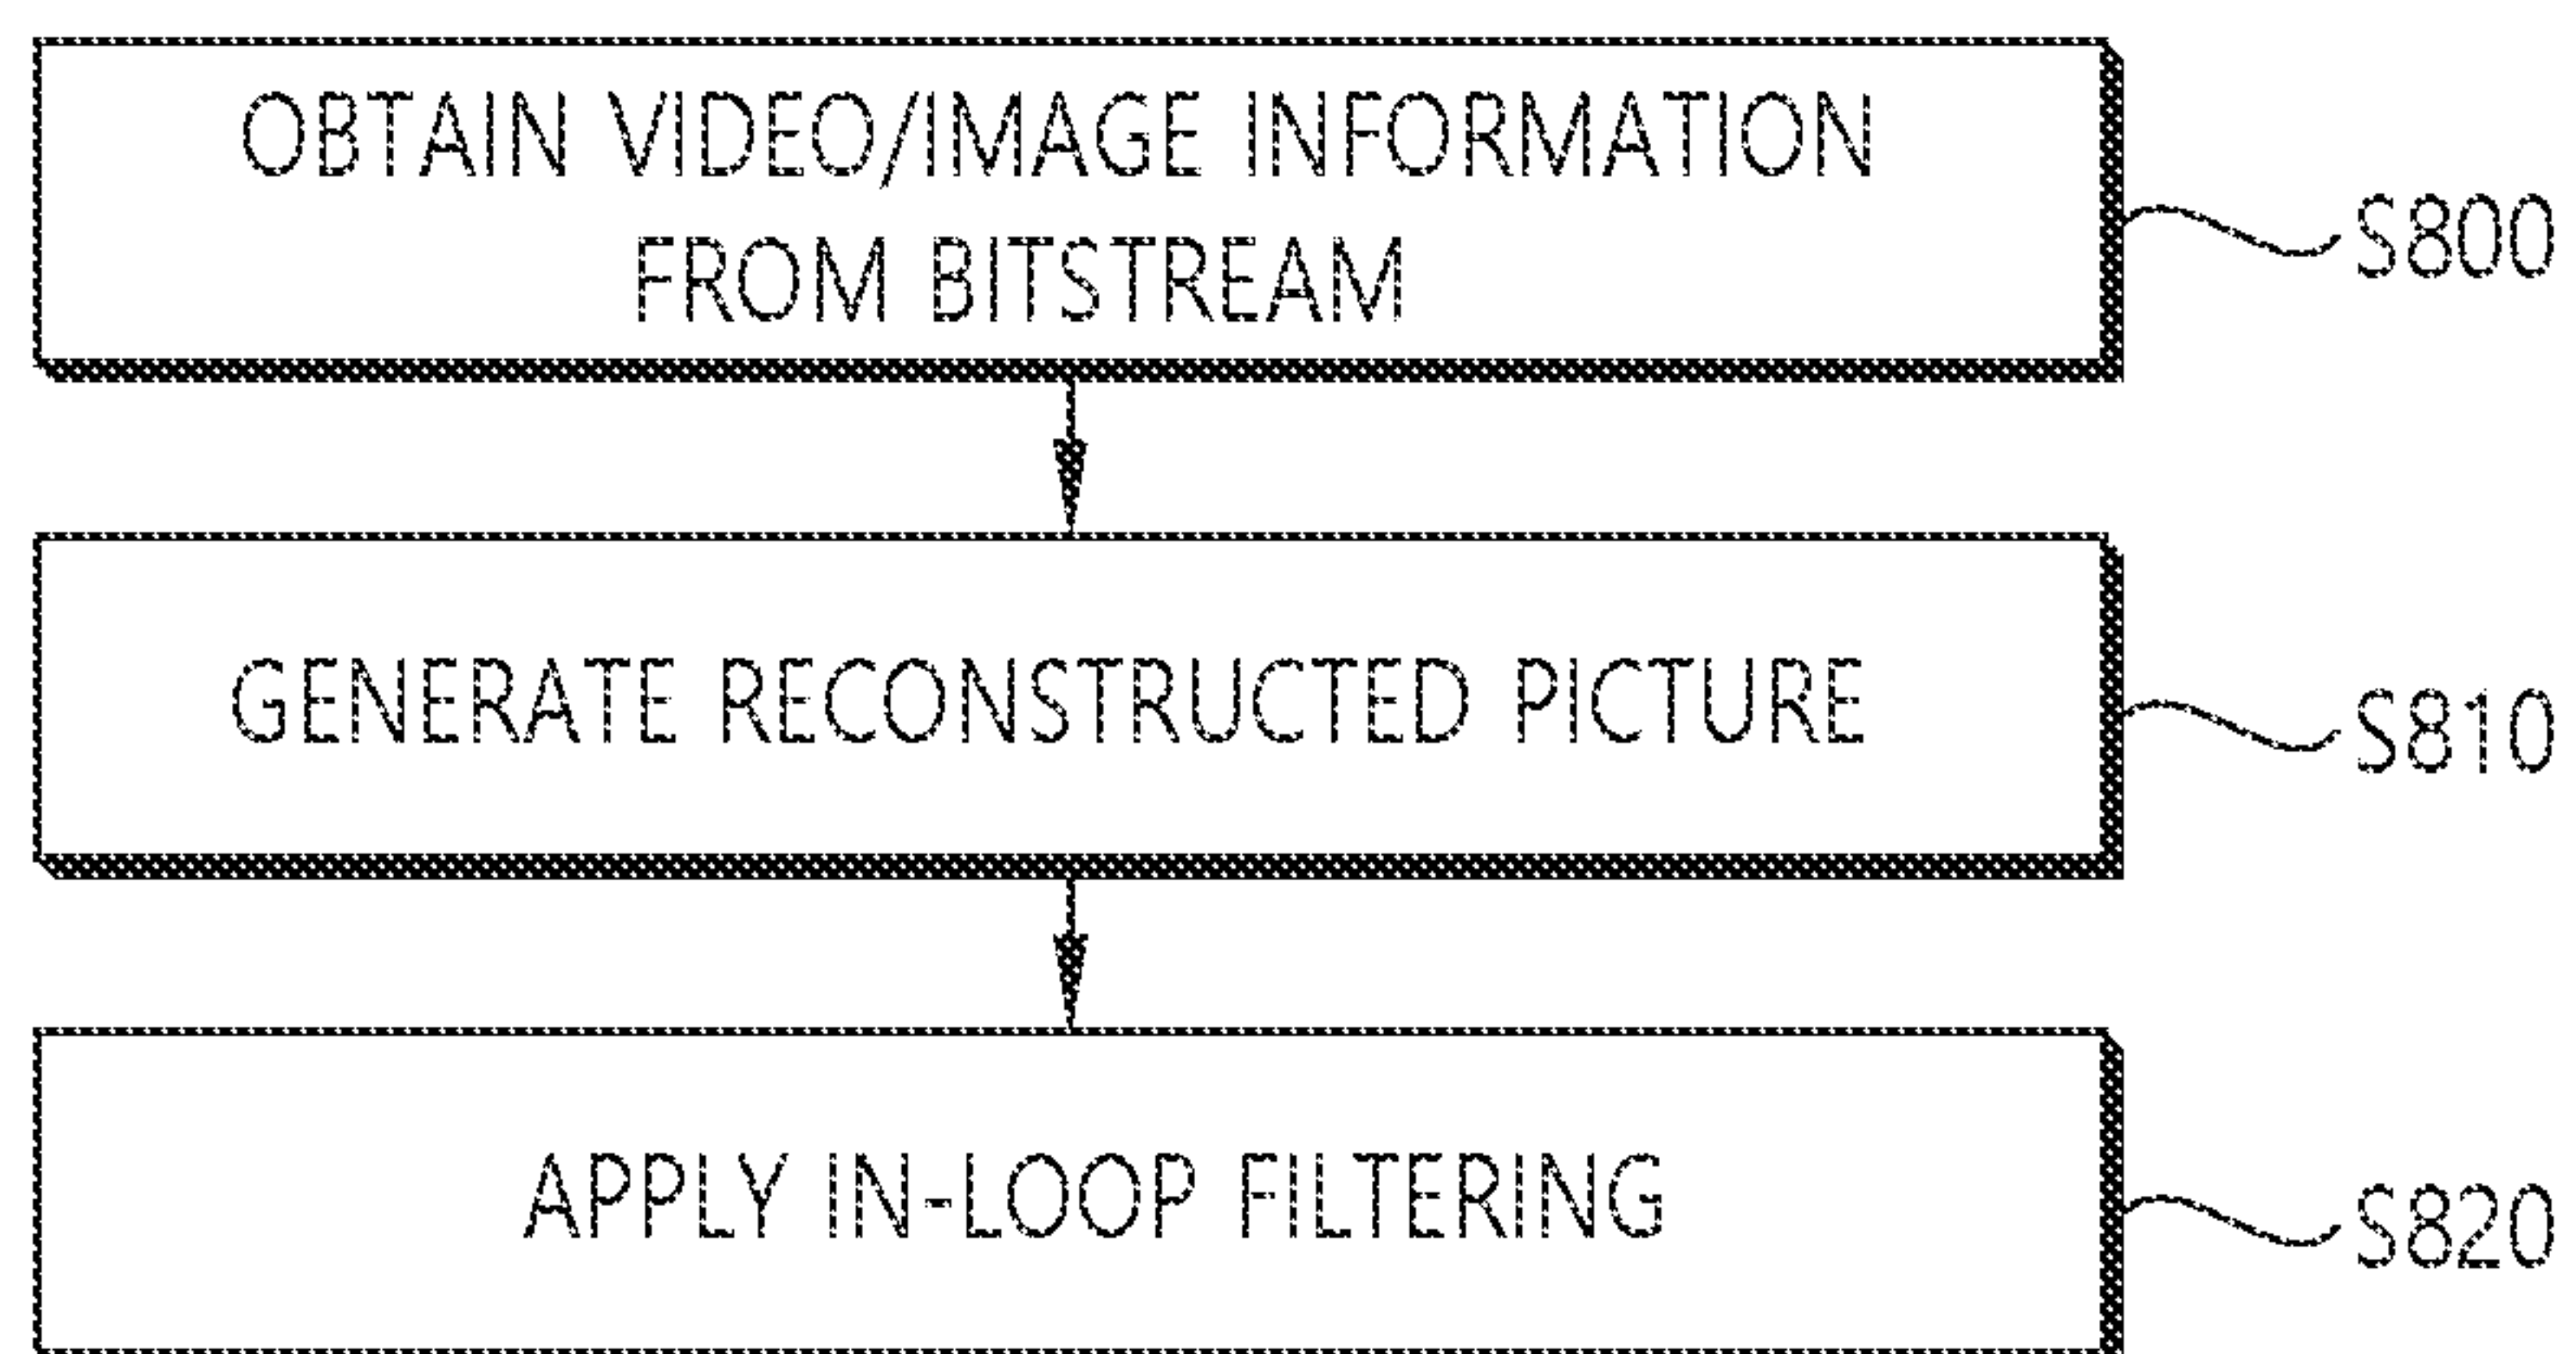 OBTAIN VIDEO/IMAGE INFORMATION
FROM BITSTREAM
S800
GENERATE RECONSTRUCTED PICTURE
S810
APPLY IN-LOOP FILTERING
S820